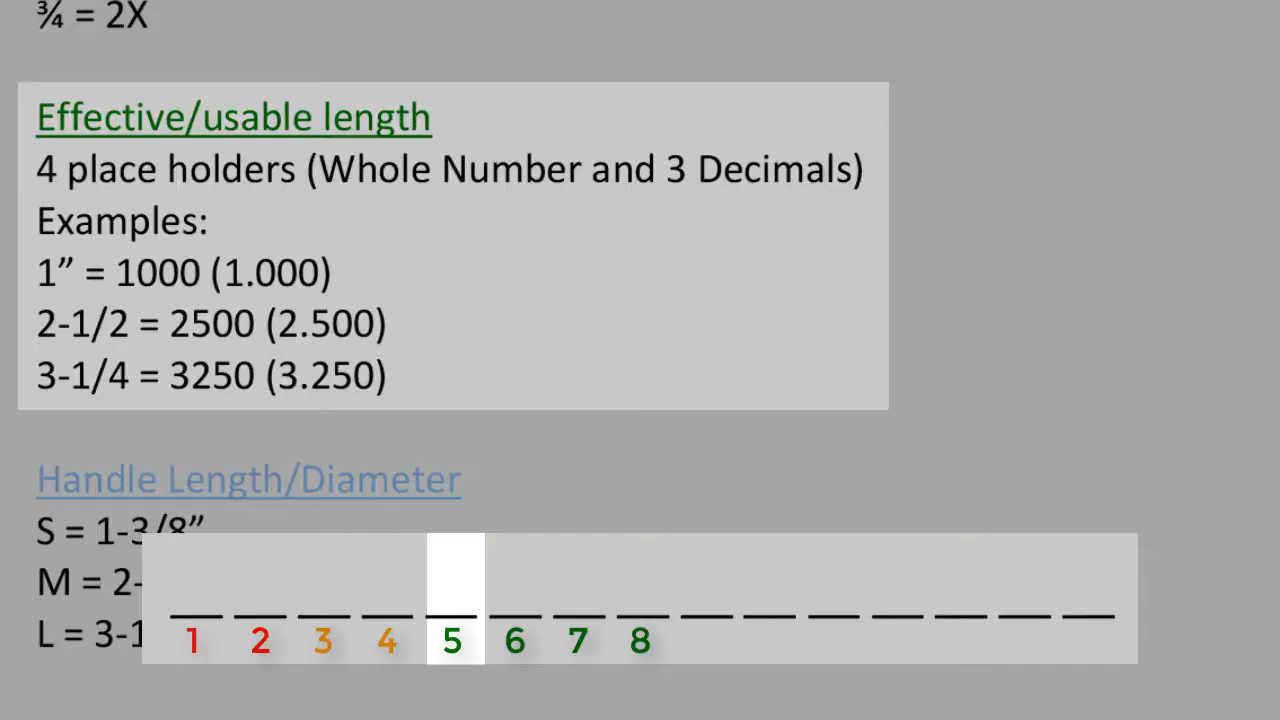 ¾ = 2X
Effective/usable length
4 place holders (Whole Number and 3 Decimals)
Examples:
1” = 1000 (1.000)
2-1/2 = 2500 (2.500)
3-1/4 = 3250 (3.250)
Handle Length/Diameter
S = 1-3/8”
M = 2-
L = 3-1
1 2 3 4 5 6 7 8